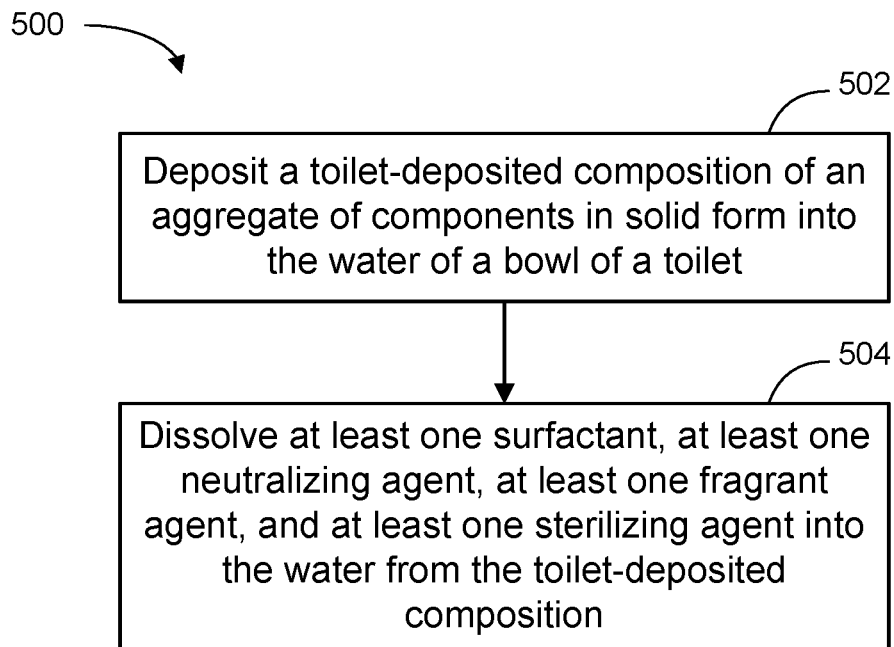 500
502
Deposit a toilet-deposited composition of an
aggregate of components in solid form into
the water of a bowl of a toilet
504
Dissolve at least one surfactant, at least one
neutralizing agent, at least one fragrant
agent, and at least one sterilizing agent into
the water from the toilet-deposited
composition